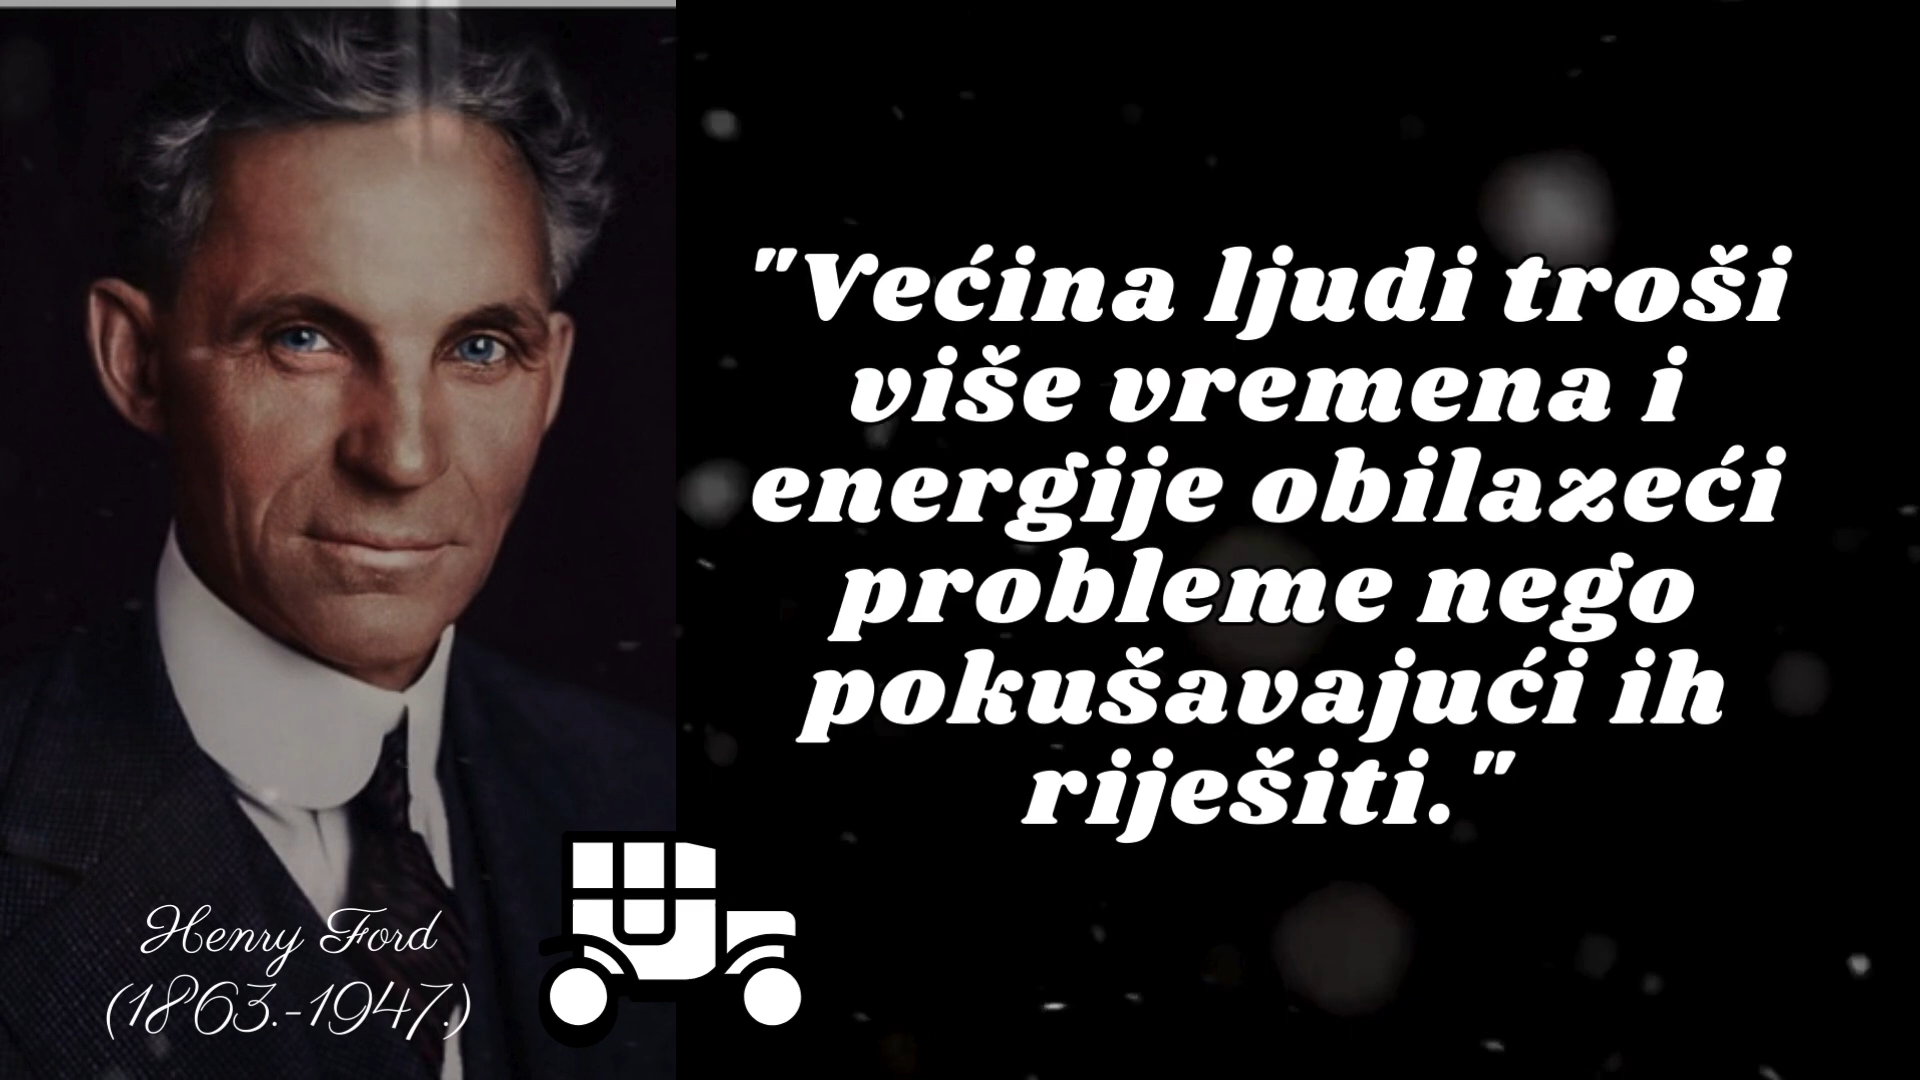 "Većina ljudi troši
više vremena i
energije obilazeći
probleme nego
pokušavajući ih
riješiti."
Henry Ford
(1863.-1947.)